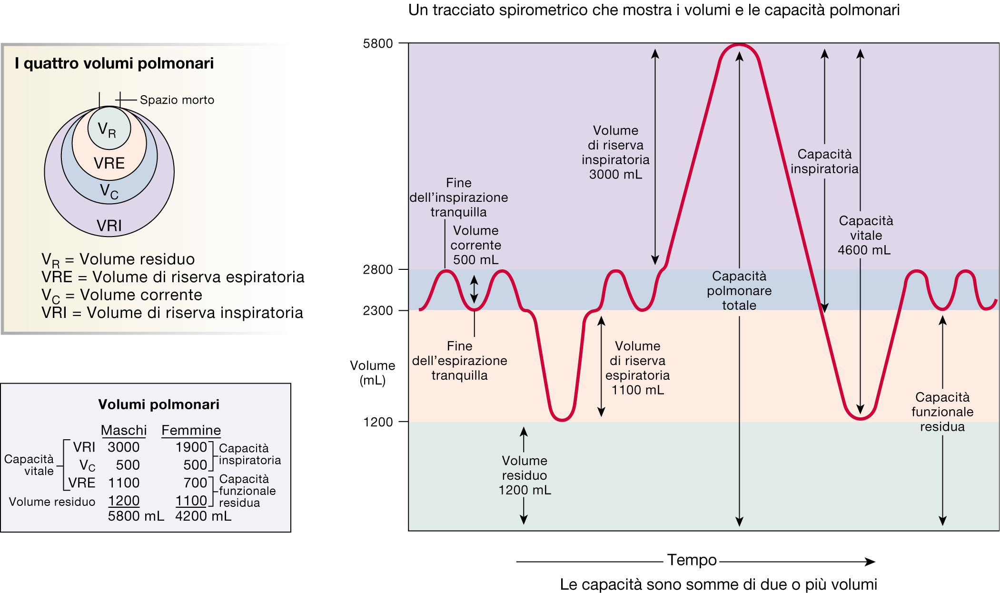 Un tracciato spirometrico che mostra i volumi e le capacità polmonari
I quattro volumi polmonari
Spazio morto
VR
VRE
VC
VRI
VR = Volume residuo
VRE = Volume di riserva espiratoria
VC = Volume corrente
VRI = Volume di riserva inspiratoria
Volumi polmonari
Maschi Femmine
VRI 3000 1900
VC 500 500
VRE 1100 700
Volume residuo 1200 1100
5800 mL 4200 mL
Capacità
vitale
Capacità
inspiratoria
Capacità
funzionale
residua
5800
2800
2300
1200
Volume
(mL)
Fine
dell'inspirazione
tranquilla
Volume
corrente
500 mL
Fine
dell'espirazione
tranquilla
Volume
residuo
1200 mL
Volume
di riserva
inspiratoria
3000 mL
Volume
di riserva
espiratoria
1100 mL
Capacità
polmonare
totale
Capacità
inspiratoria
Capacità
vitale
4600 mL
Capacità
funzionale
residua
Tempo
Le capacità sono somme di due o più volumi